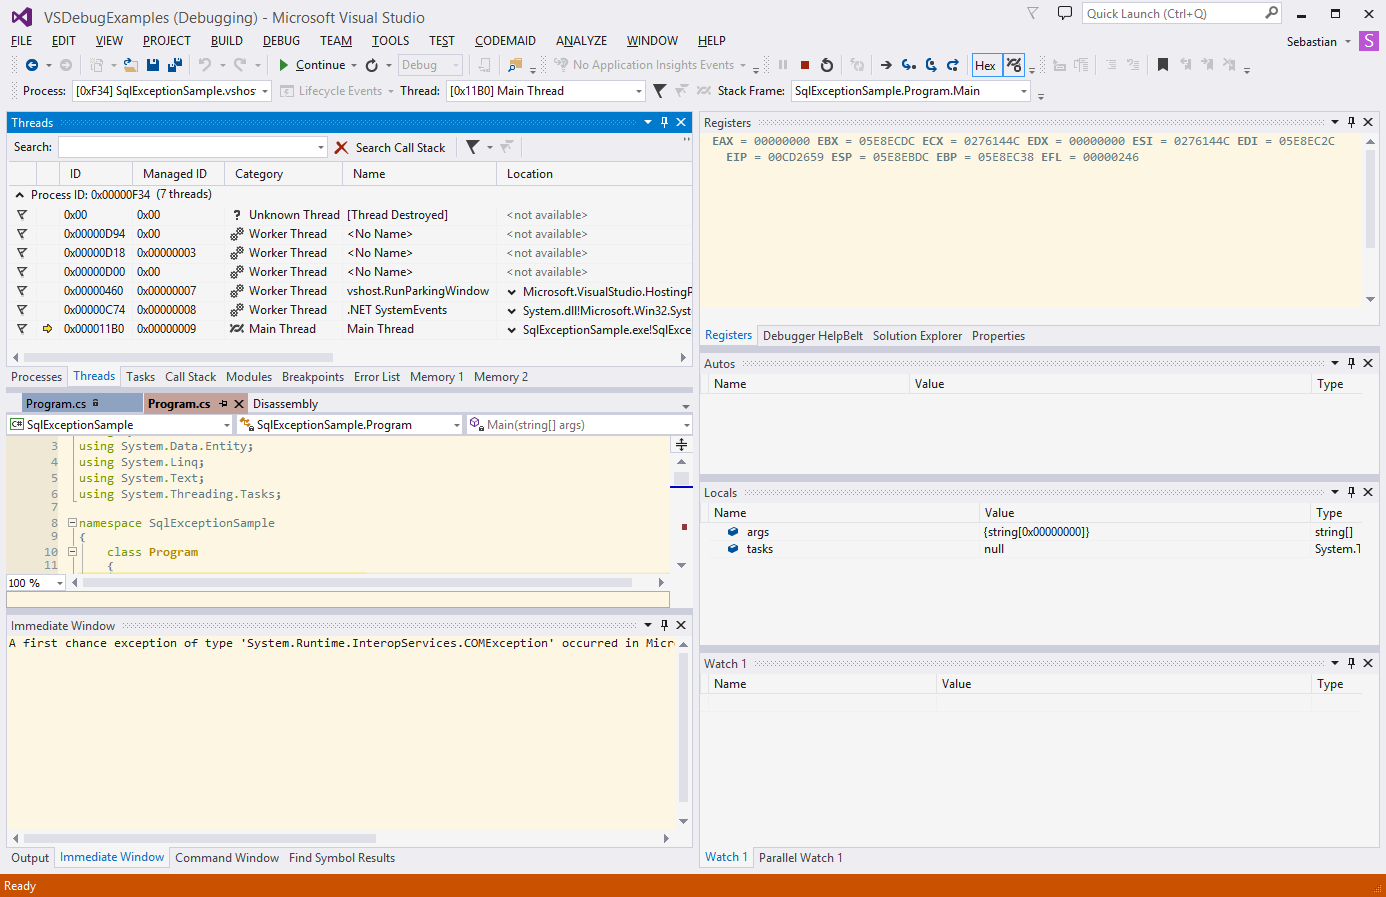 VSDebugExamples (Debugging) - Microsoft Visual Studio
Quick Launch (Ctrl+Q)
FILE EDIT VIEW PROJECT BUILD DEBUG TEAM TOOLS TEST CODEMAID ANALYZE WINDOW HELP
Sebastian S
Continue Debug No Application Insights Events Hex
Process: [0xF34] SqlExceptionSample.vshos Lifecycle Events Thread: [0x11B0] Main Thread Stack Frame: SqlExceptionSample.Program.Main
Threads
Search: Search Call Stack
ID Managed ID Category Name Location
Process ID: 0x00000F34 (7 threads)
0x00 0x00 ? Unknown Thread [Thread Destroyed] <not available>
0x00000D94 0x00 Worker Thread <No Name> <not available>
0x00000D18 0x00000003 Worker Thread <No Name> <not available>
0x00000D00 0x00 Worker Thread <No Name> <not available>
0x00000460 0x00000007 Worker Thread vshost.RunParkingWindow Microsoft.VisualStudio.HostingP
0x00000C74 0x00000008 Worker Thread .NET SystemEvents System.dll!Microsoft.Win32.Syst
0x000011B0 0x00000009 Main Thread Main Thread SqlExceptionSample.exe!SqlExce
Processes Threads Tasks Call Stack Modules Breakpoints Error List Memory 1 Memory 2
Program.cs Program.cs Disassembly
C# SqlExceptionSample SqlExceptionSample.Program Main(string[] args)
3 using System.Data.Entity;
4 using System.Linq;
5 using System.Text;
6 using System.Threading.Tasks;
7
8 namespace SqlExceptionSample
9 {
10 class Program
11 {
100 %
Immediate Window
A first chance exception of type 'System.Runtime.InteropServices.COMException' occurred in Micr
Output Immediate Window Command Window Find Symbol Results
Registers
EAX = 00000000 EBX = 05E8ECDC ECX = 0276144C EDX = 00000000 ESI = 0276144C EDI = 05E8EC2C
EIP = 00CD2659 ESP = 05E8EBDC EBP = 05E8EC38 EFL = 00000246
Registers Debugger HelpBelt Solution Explorer Properties
Autos
Name Value Type
Locals
Name Value Type
args {string[0x00000000]} string[]
tasks null System.T
Watch 1
Name Value Type
Watch 1 Parallel Watch 1
Ready